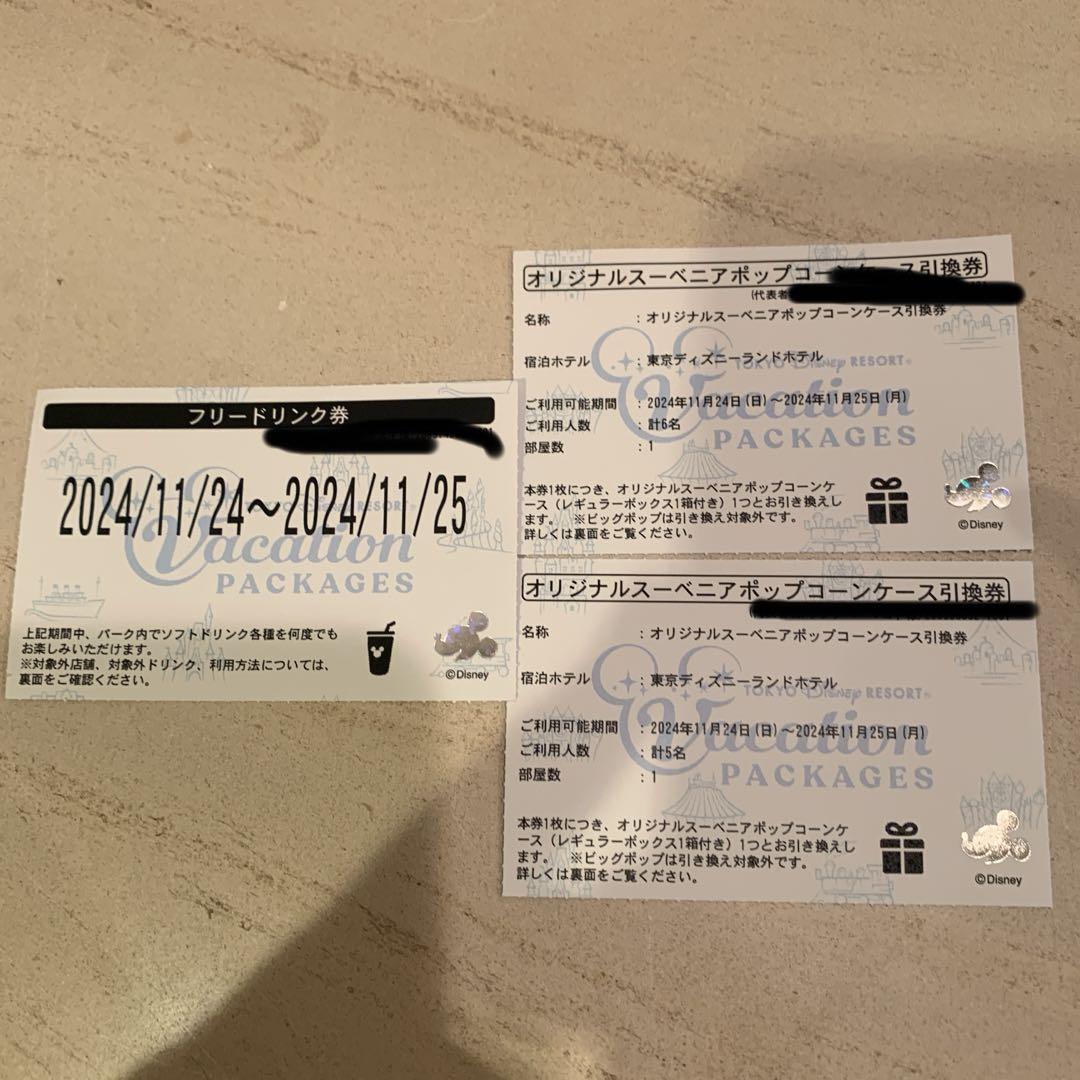 フリードリンク券
2024/11/24～2024/11/25
TOKYO Disney RESORT®
Vacation
PACKAGES
上記期間中、パーク内でソフトドリンク各種を何度でも
お楽しみいただけます。
※対象外店舗、対象外ドリンク、利用方法については、
裏面をご確認ください。
©Disney
オリジナルスーベニアポップコーンケース引換券
(代表者
名称 : オリジナルスーベニアポップコーンケース引換券
宿泊ホテル : 東京ディズニーランドホテル
TOKYO Disney RESORT®
Vacation
PACKAGES
ご利用可能期間 : 2024年11月24日(日)～2024年11月25日(月)
ご利用人数 : 計6名
部屋数 : 1
本券1枚につき、オリジナルスーベニアポップコーンケ
ース（レギュラーボックス1箱付き）1つとお引き換えし
ます。 ※ビッグポップは引き換え対象外です。
詳しくは裏面をご覧ください。
©Disney
オリジナルスーベニアポップコーンケース引換券
名称 : オリジナルスーベニアポップコーンケース引換券
宿泊ホテル : 東京ディズニーランドホテル
TOKYO Disney RESORT®
Vacation
PACKAGES
ご利用可能期間 : 2024年11月24日(日)～2024年11月25日(月)
ご利用人数 : 計5名
部屋数 : 1
本券1枚につき、オリジナルスーベニアポップコーンケ
ース（レギュラーボックス1箱付き）1つとお引き換えし
ます。 ※ビッグポップは引き換え対象外です。
詳しくは裏面をご覧ください。
©Disney